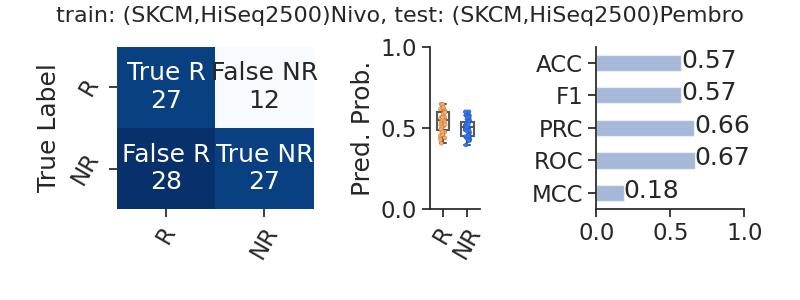 train: (SKCM,HiSeq2500)Nivo, test: (SKCM,HiSeq2500)Pembro
True Label
R
NR
True R
27
False NR
12
False R
28
True NR
27
R
NR
Pred. Prob.
1.0
0.5
0.0
R
NR
ACC
0.57
F1
0.57
PRC
0.66
ROC
0.67
MCC
0.18
0.0
0.5
1.0